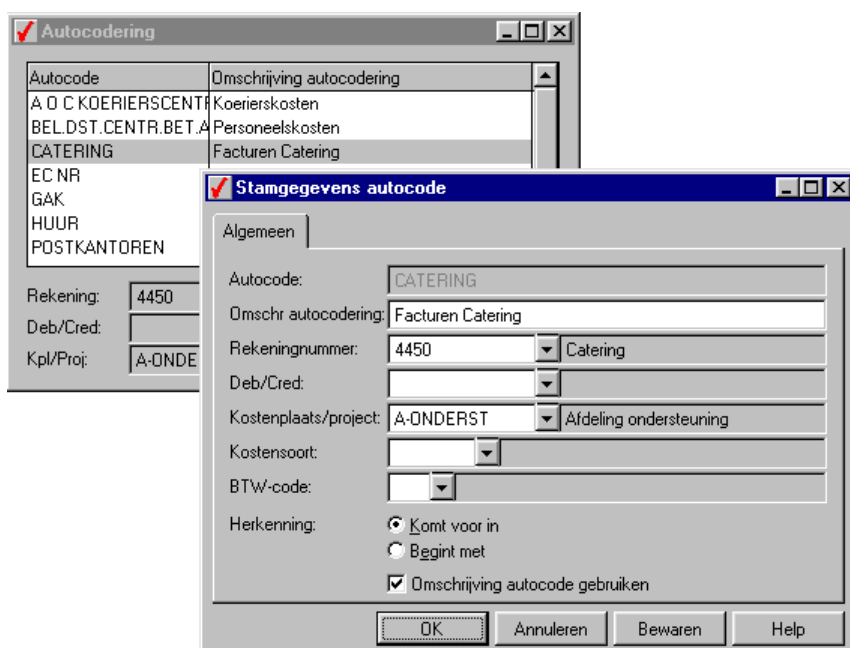 Autocodering
Autocode Omschrijving autocodering
A O C KOERIERSCENTR Koerierskosten
BEL.DST.CENTR.BET.A Personeelskosten
CATERING Facturen Catering
EC NR
GAK
HUUR
POSTKANTOREN
Rekening: 4450
Deb/Cred:
Kpl/Proj: A-ONDE
Stamgegevens autocode
Algemeen
Autocode: CATERING
Omschr autocodering: Facturen Catering
Rekeningnummer: 4450 Catering
Deb/Cred:
Kostenplaats/project: A-ONDERST Afdeling ondersteuning
Kostensoort:
BTW-code:
Herkenning: Komt voor in
Begint met
Omschrijving autocode gebruiken
OK Annuleren Bewaren Help